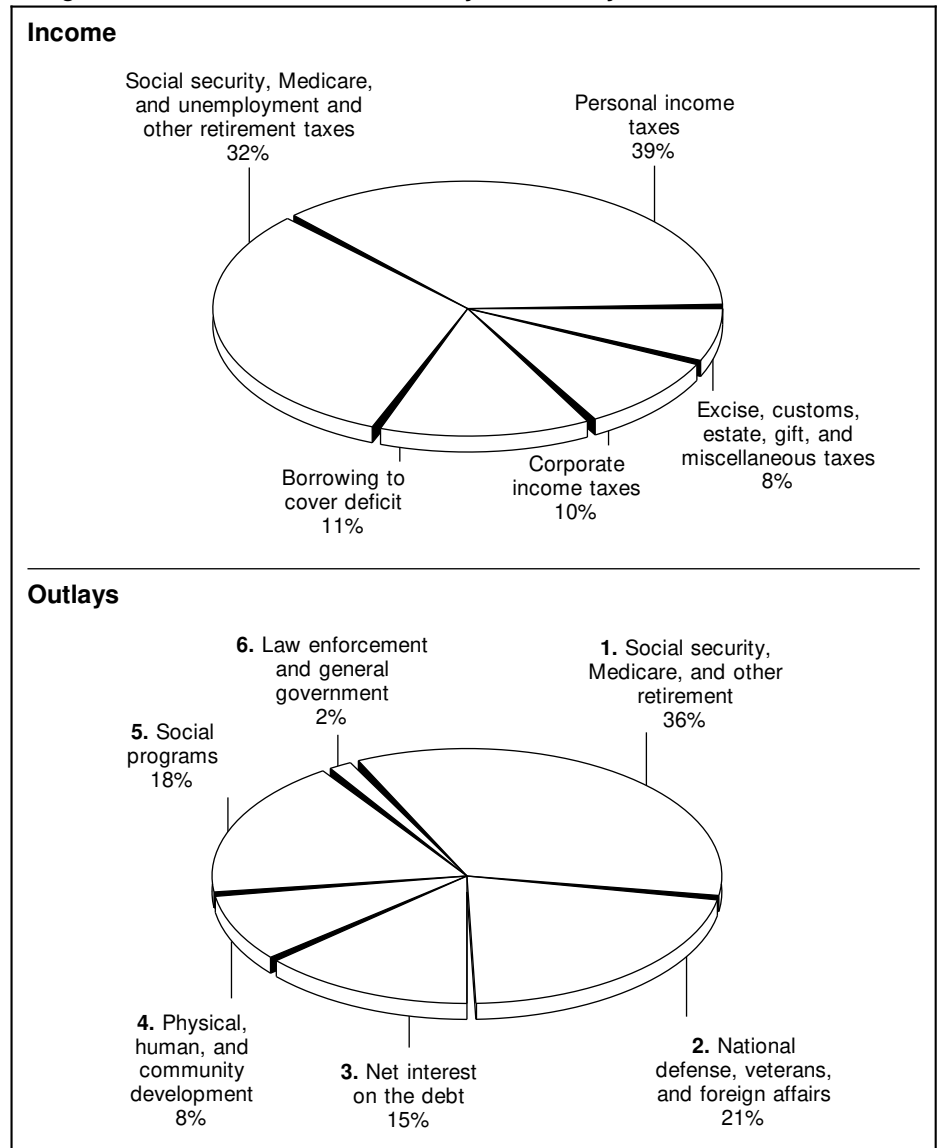 Income
Social security, Medicare,
and unemployment and
other retirement taxes
32%
Personal income
taxes
39%
Excise, customs,
estate, gift, and
miscellaneous taxes
8%
Corporate
income taxes
10%
Borrowing to
cover deficit
11%
Outlays
6. Law enforcement
and general
government
2%
1. Social security,
Medicare, and other
retirement
36%
5. Social
programs
18%
4. Physical,
human, and
community
development
8%
3. Net interest
on the debt
15%
2. National
defense, veterans,
and foreign affairs
21%